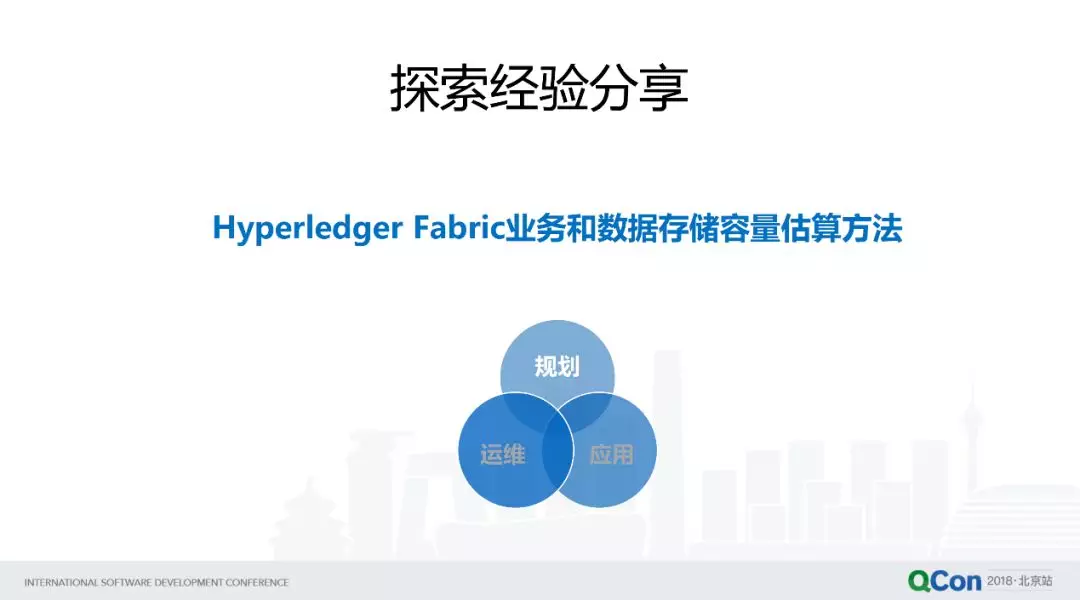 探索经验分享
Hyperledger Fabric业务和数据存储容量估算方法
规划
运维
应用
INTERNATIONAL SOFTWARE DEVELOPMENT CONFERENCE
QCon 2018·北京站